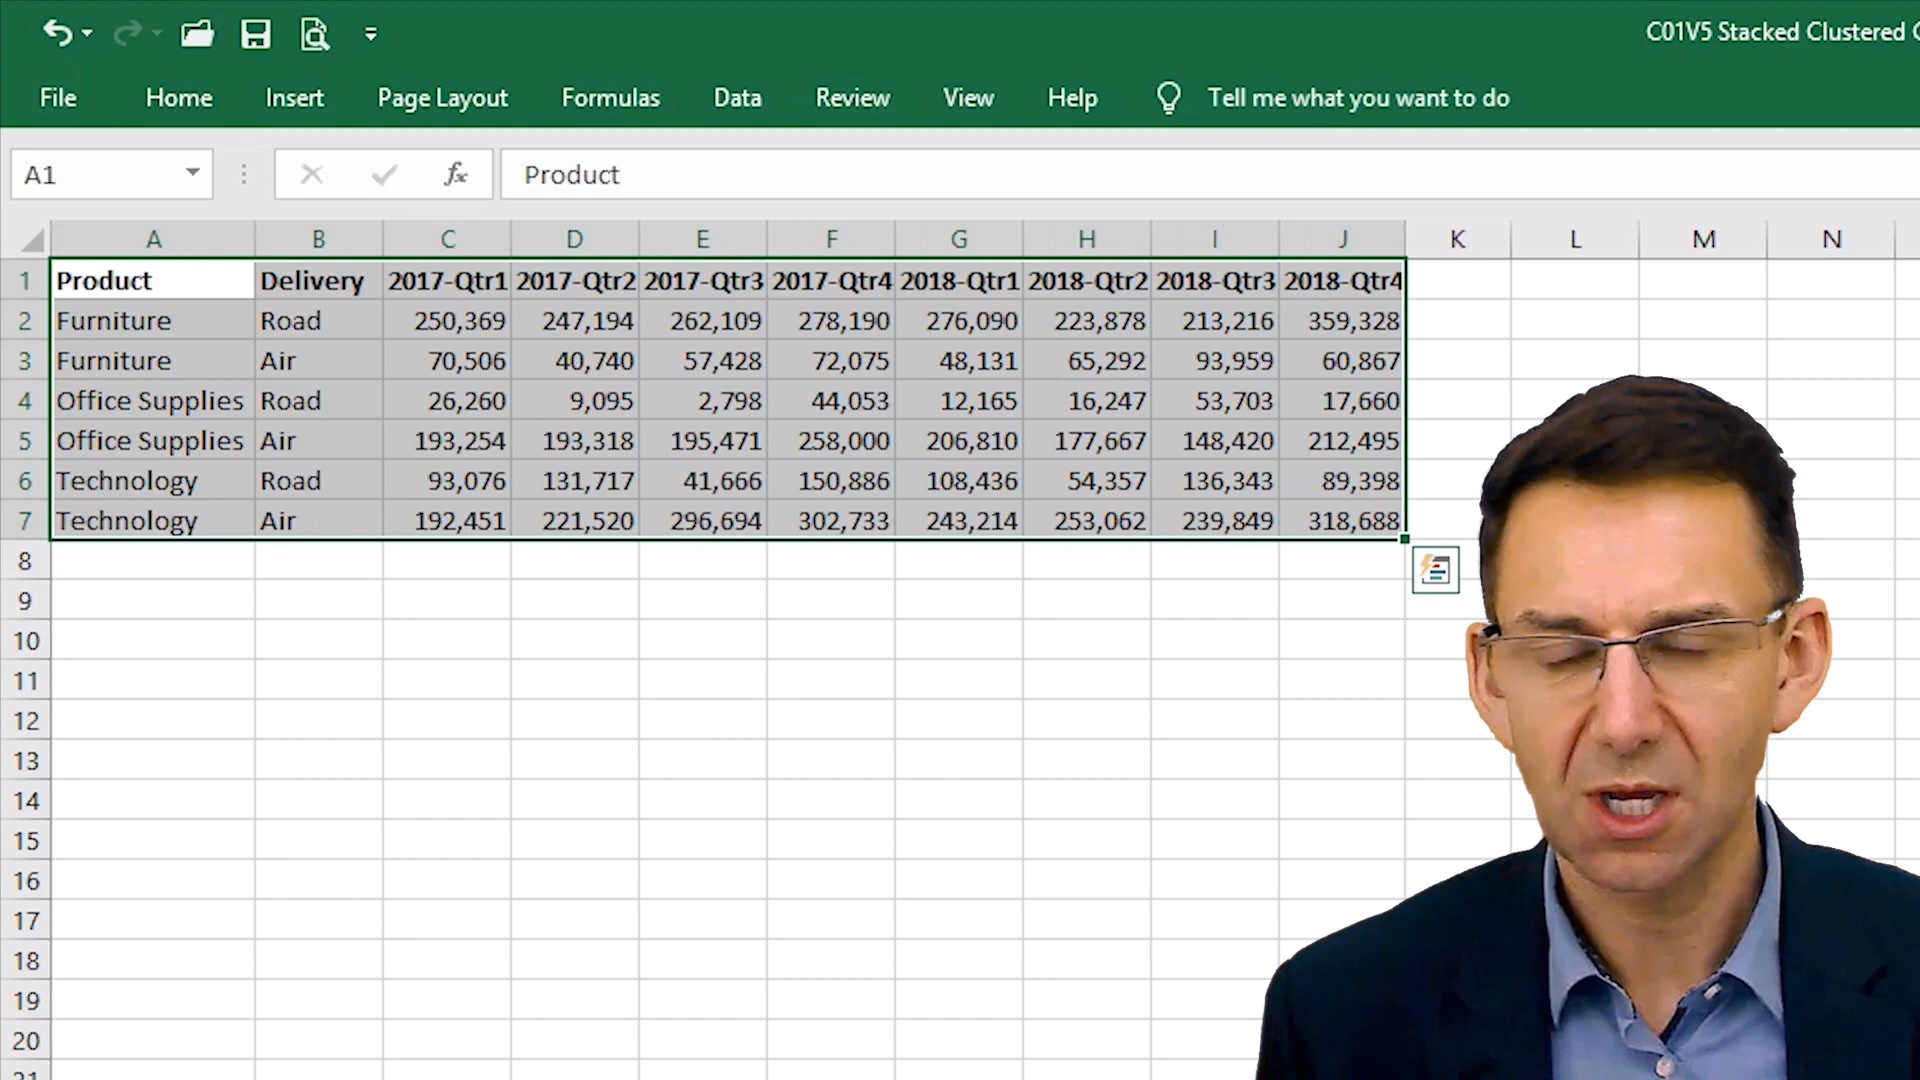 C01V5 Stacked Clustered
File Home Insert Page Layout Formulas Data Review View Help Tell me what you want to do
A1 fx Product
A B C D E F G H I J K L M N
1 Product Delivery 2017-Qtr1 2017-Qtr2 2017-Qtr3 2017-Qtr4 2018-Qtr1 2018-Qtr2 2018-Qtr3 2018-Qtr4
2 Furniture Road 250,369 247,194 262,109 278,190 276,090 223,878 213,216 359,328
3 Furniture Air 70,506 40,740 57,428 72,075 48,131 65,292 93,959 60,867
4 Office Supplies Road 26,260 9,095 2,798 44,053 12,165 16,247 53,703 17,660
5 Office Supplies Air 193,254 193,318 195,471 258,000 206,810 177,667 148,420 212,495
6 Technology Road 93,076 131,717 41,666 150,886 108,436 54,357 136,343 89,398
7 Technology Air 192,451 221,520 296,694 302,733 243,214 253,062 239,849 318,688
8
9
10
11
12
13
14
15
16
17
18
19
20